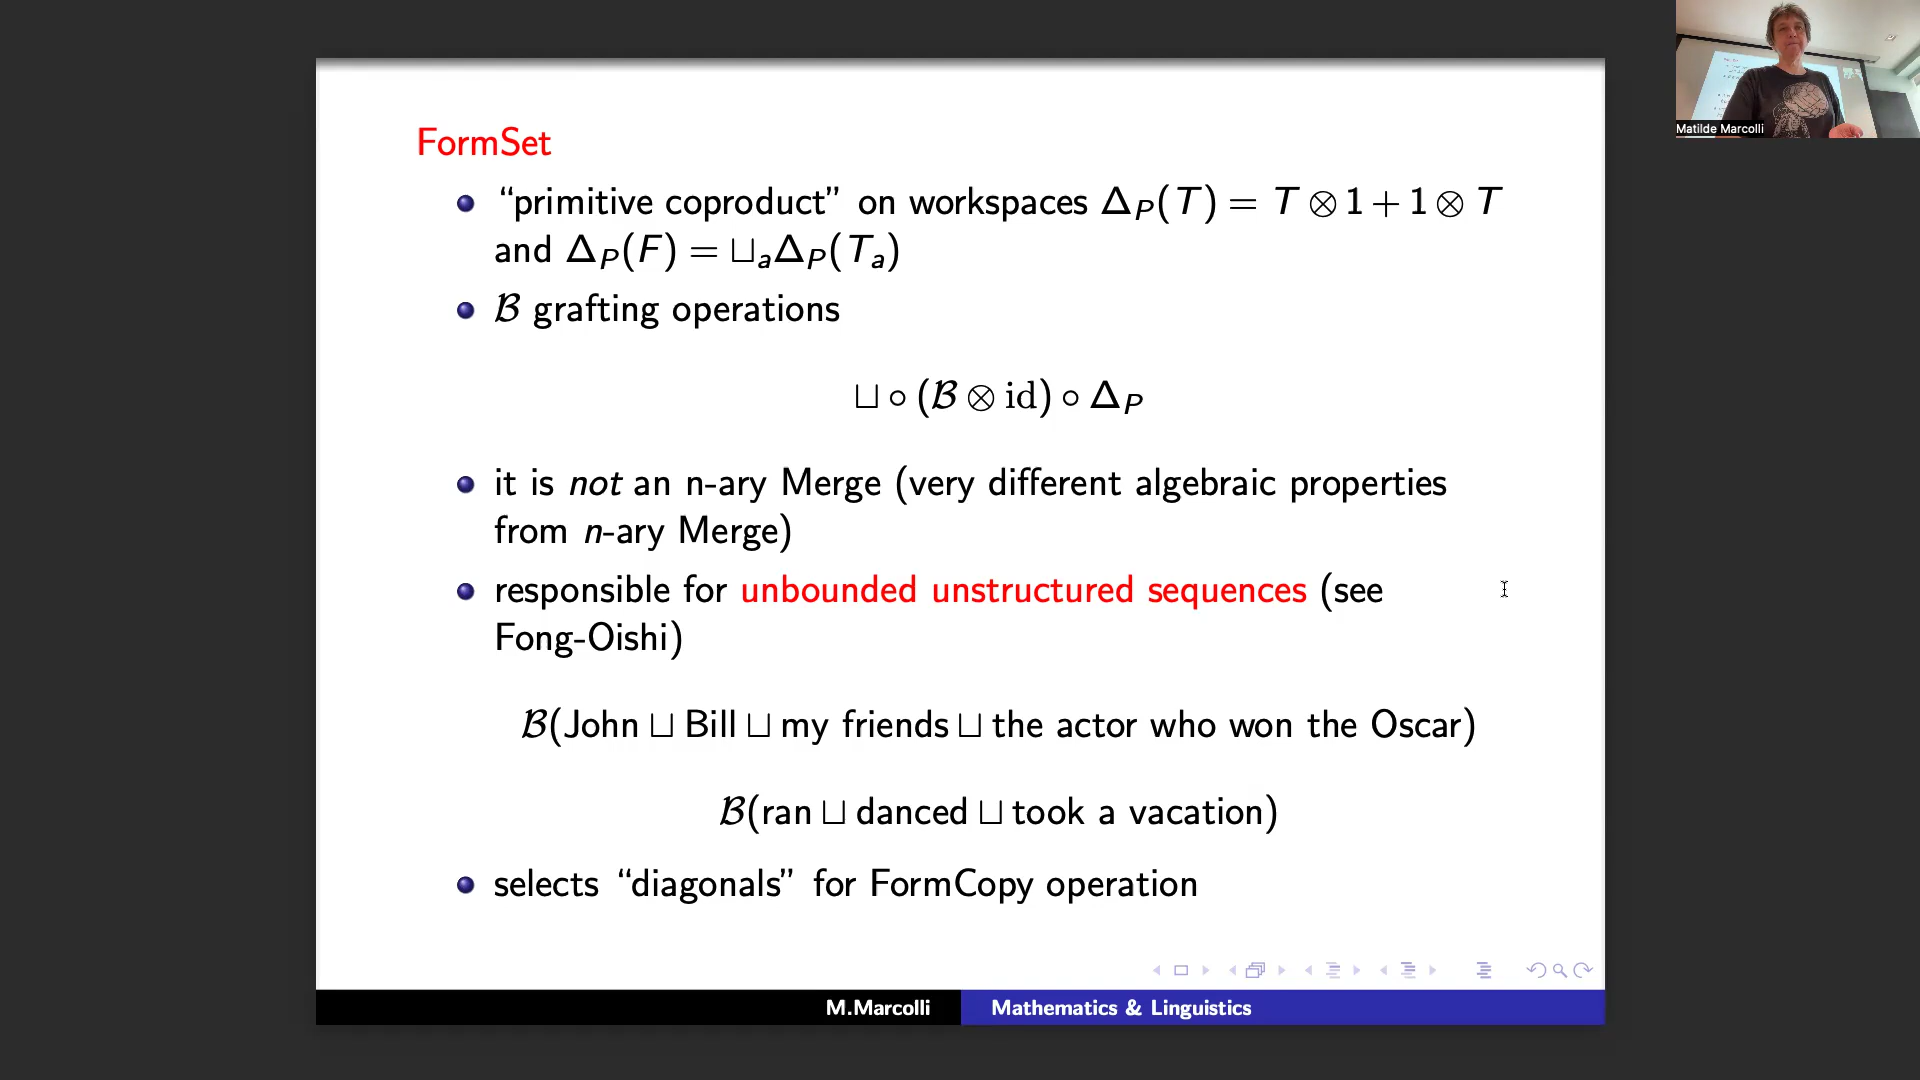 Matilde Marcolli
FormSet
“primitive coproduct” on workspaces Δ_P(T) = T ⊗ 1 + 1 ⊗ T
and Δ_P(F) = ⊔_a Δ_P(T_a)
ℬ grafting operations
⊔ ∘ (ℬ ⊗ id) ∘ Δ_P
it is not an n-ary Merge (very different algebraic properties
from n-ary Merge)
responsible for unbounded unstructured sequences (see
Fong-Oishi)
ℬ(John ⊔ Bill ⊔ my friends ⊔ the actor who won the Oscar)
ℬ(ran ⊔ danced ⊔ took a vacation)
selects “diagonals” for FormCopy operation
M.Marcolli
Mathematics & Linguistics